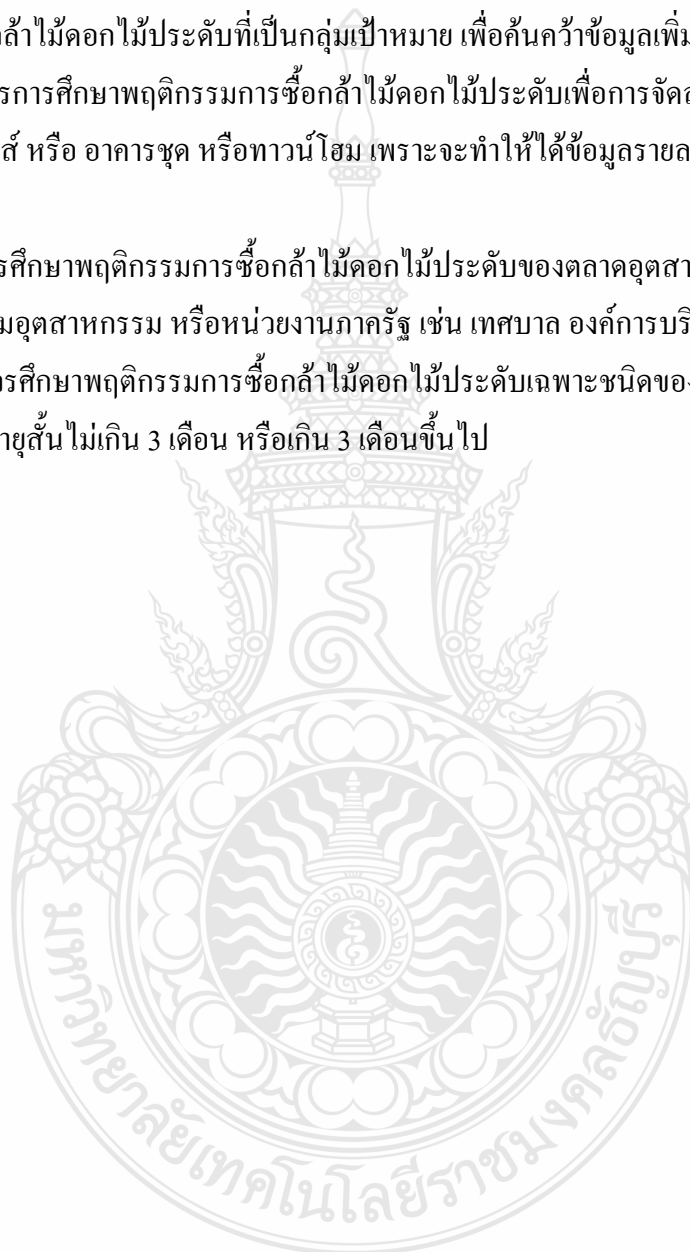 ล้าไม้ดอกไม้ประดับที่เป็นกลุ่มเป้าหมาย เพื่อค้นคว้าข้อมูลเพิ่ม
รการศึกษาพฤติกรรมการซื้อกล้าไม้ดอกไม้ประดับเพื่อการจัด
ส์ หรือ อาคารชุด หรือทาวน์โฮม เพราะจะทำให้ได้ข้อมูล
รศึกษาพฤติกรรมการซื้อกล้าไม้ดอกไม้ประดับของตลาด
มอุตสาหกรรม หรือหน่วยงานภาครัฐ เช่น เทศบาล องค์การ
รศึกษาพฤติกรรมการซื้อกล้าไม้ดอกไม้ประดับเฉพาะชนิดของ
ายุสั้นไม่เกิน 3 เดือน หรือเกิน 3 เดือนขึ้นไป
มหาวิทยาลัยเทคโนโลยีราชมงคลธัญบุรี